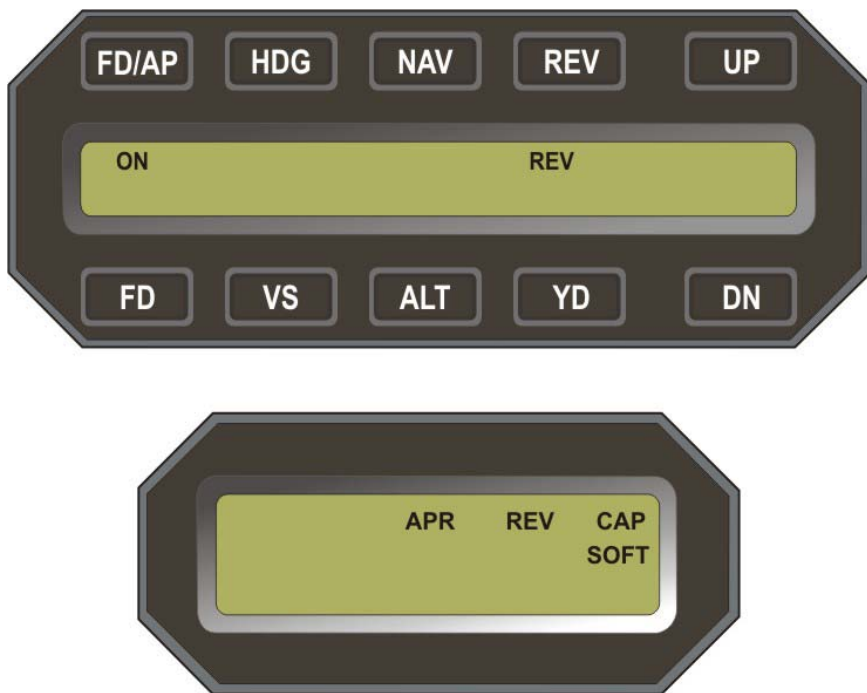 FD/AP HDG NAV REV UP
ON REV
FD VS ALT YD DN
APR REV CAP
SOFT